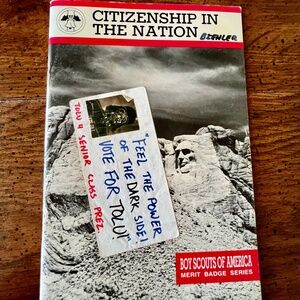 CITIZENSHIP IN
THE NATION
BIEHLER
TOLU 4 SENIOR CLASS PREZ
"FEEL THE POWER
OF THE DARK SIDE!
VOTE FOR TOLU"
BOY SCOUTS OF AMERICA
MERIT BADGE SERIES